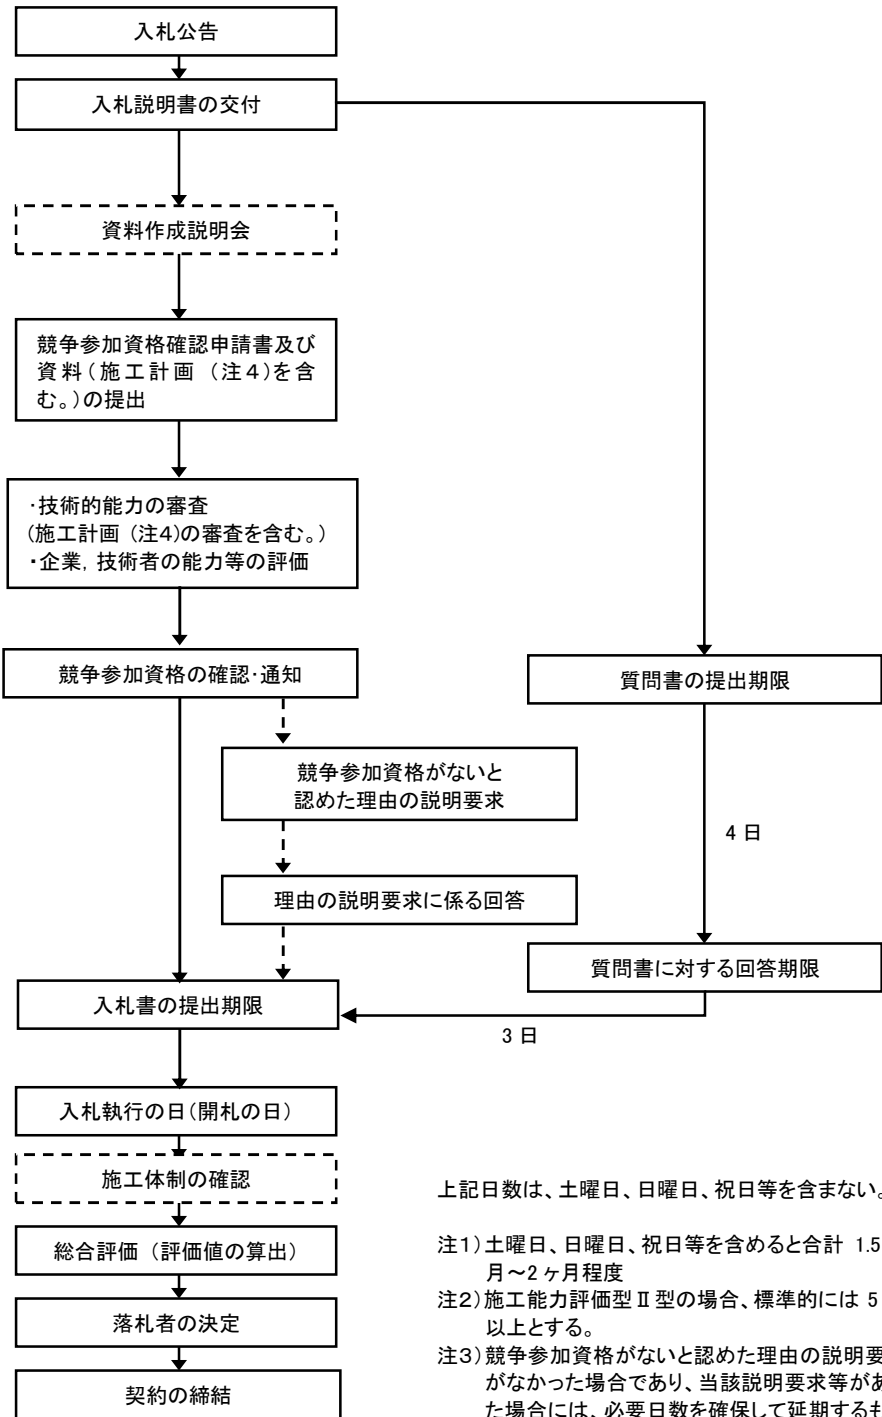 入札公告
入札説明書の交付
資料作成説明会
競争参加資格確認申請書及び
資料（施工計画（注４）を含
む。）の提出
・技術的能力の審査
（施工計画（注４）の審査を含む。）
・企業，技術者の能力等の評価
競争参加資格の確認・通知
質問書の提出期限
競争参加資格がないと
認めた理由の説明要求
4 日
理由の説明要求に係る回答
質問書に対する回答期限
入札書の提出期限
3 日
入札執行の日（開札の日）
施工体制の確認
総合評価（評価値の算出）
落札者の決定
契約の締結
上記日数は、土曜日、日曜日、祝日等を含まない。
注１）土曜日、日曜日、祝日等を含めると合計 1.5
月～2 ヶ月程度
注２）施工能力評価型Ⅱ型の場合、標準的には 5
以上とする。
注３）競争参加資格がないと認めた理由の説明要
がなかった場合であり、当該説明要求等があ
た場合には、必要日数を確保して延期する